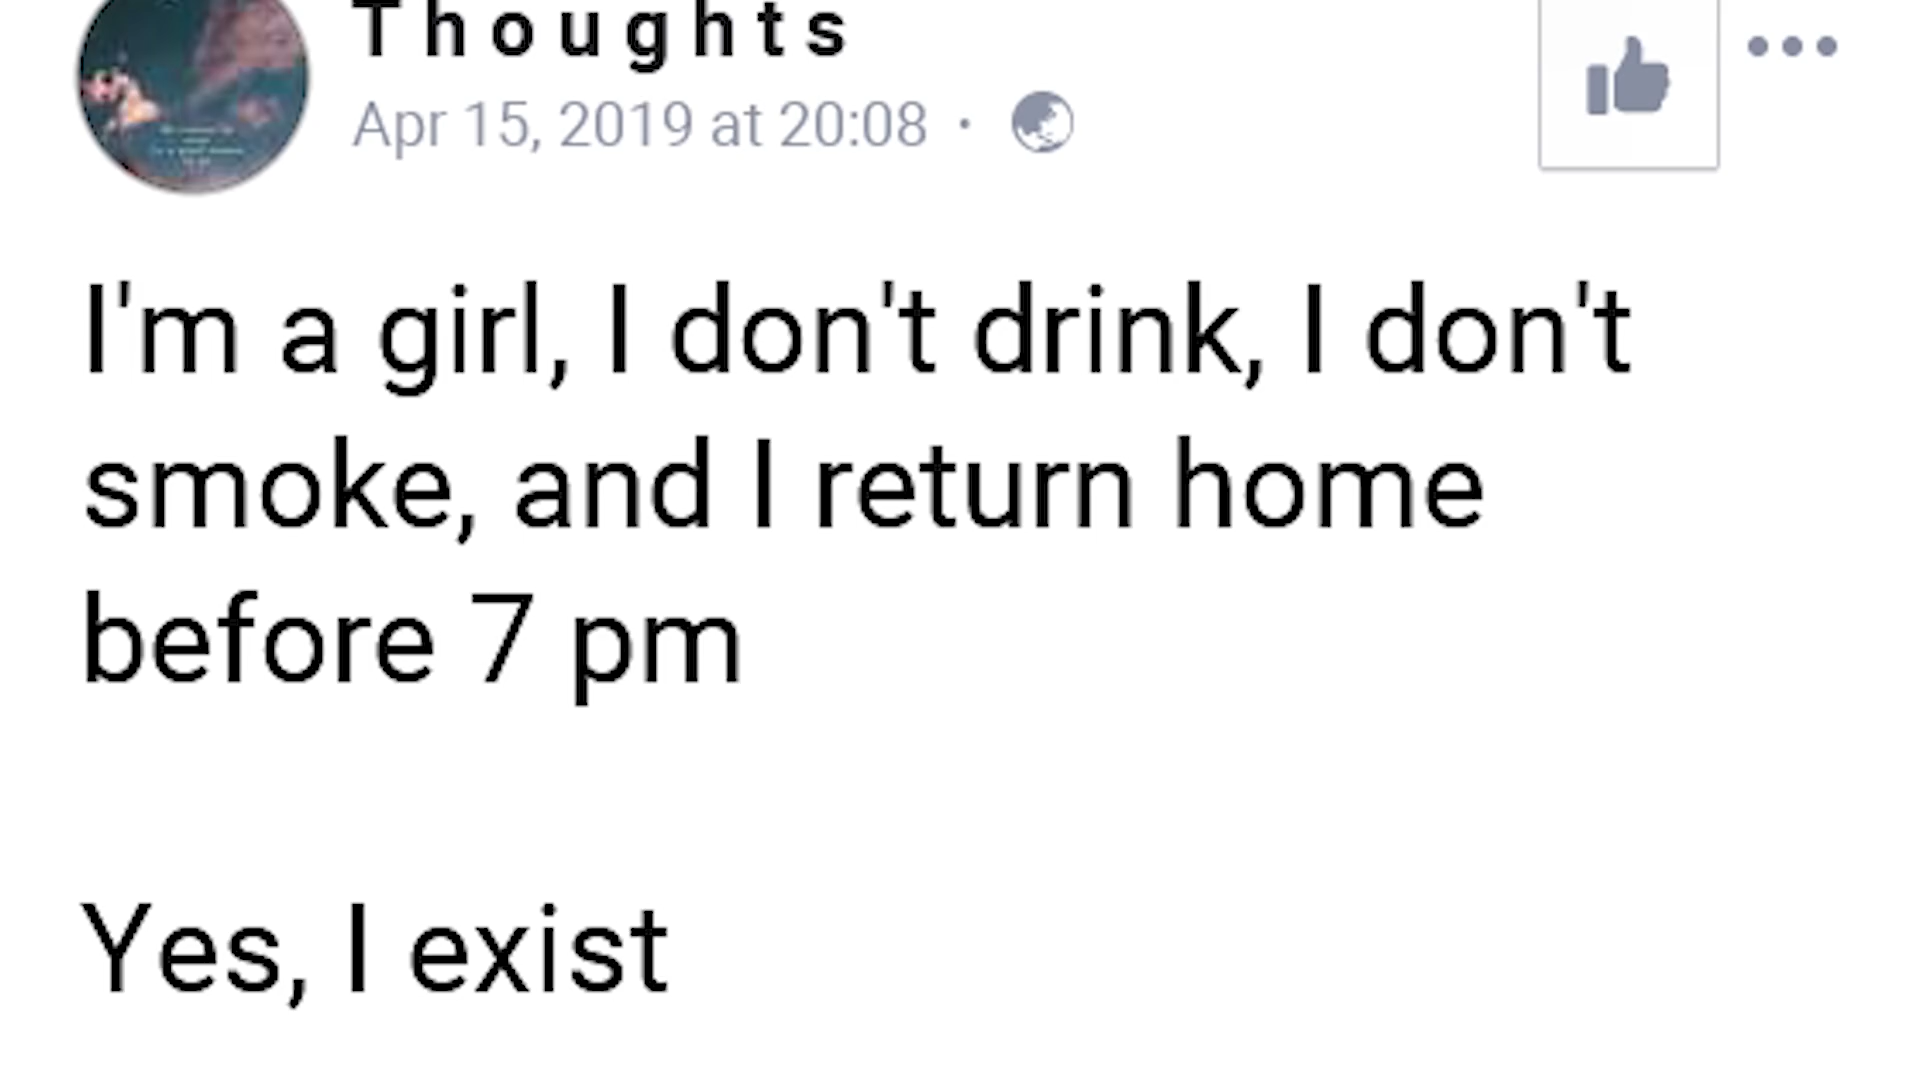 Thoughts
Apr 15, 2019 at 20:08 ·
I'm a girl, I don't drink, I don't
smoke, and I return home
before 7 pm
Yes, I exist